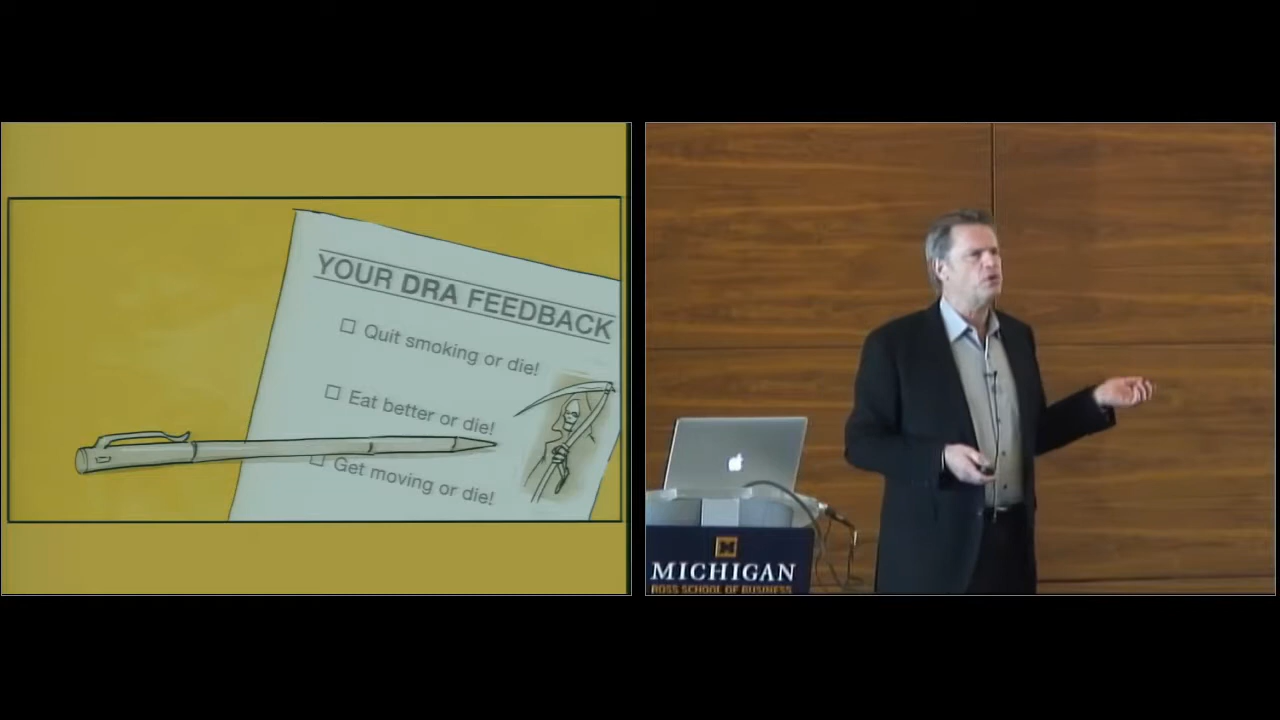 YOUR DRA FEEDBACK
Quit smoking or die!
Eat better or die!
Get moving or die!
M
MICHIGAN
ROSS SCHOOL OF BUSINESS